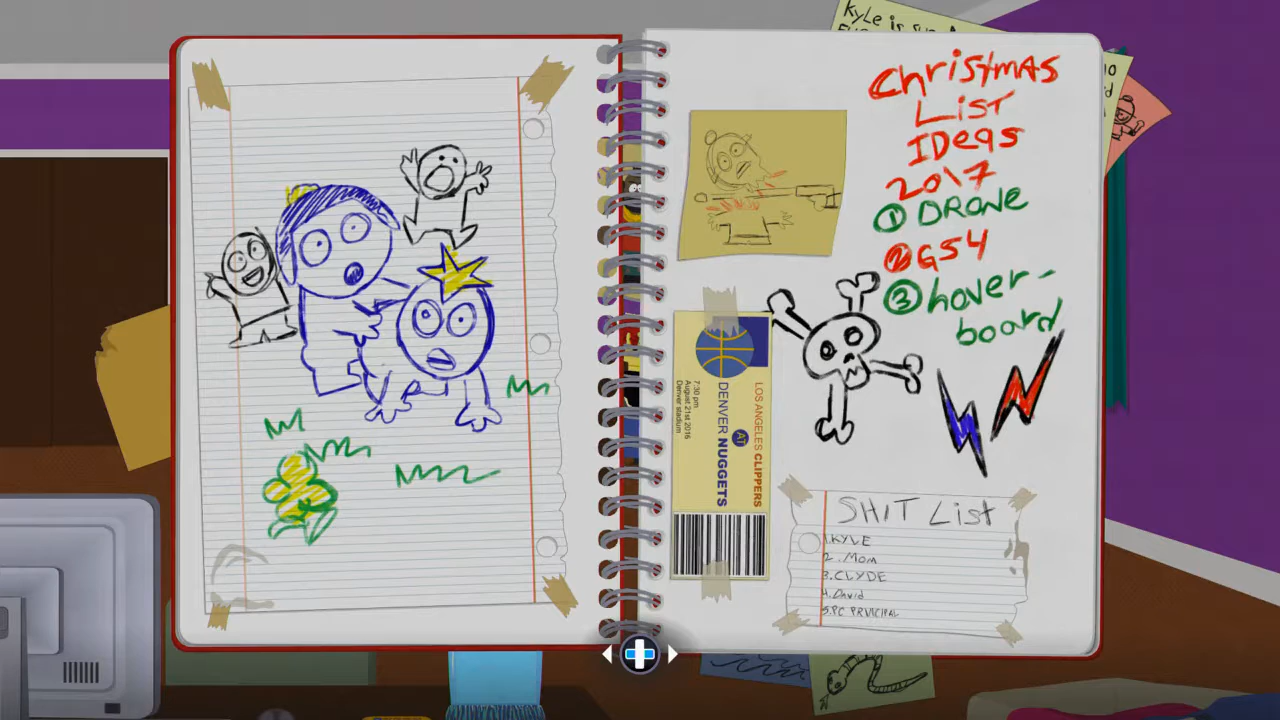 Kyle is
Christmas
List
IDeas
2017
① DRONE
② GS4
③ hover-
board
LOS ANGELES CLIPPERS
AT
DENVER NUGGETS
7:30 pm
August 21st 2016
Denver stadium
SHIT List
1. KYLE
2. Mom
3. CLYDE
4. David
5. PC PRVICIPAL